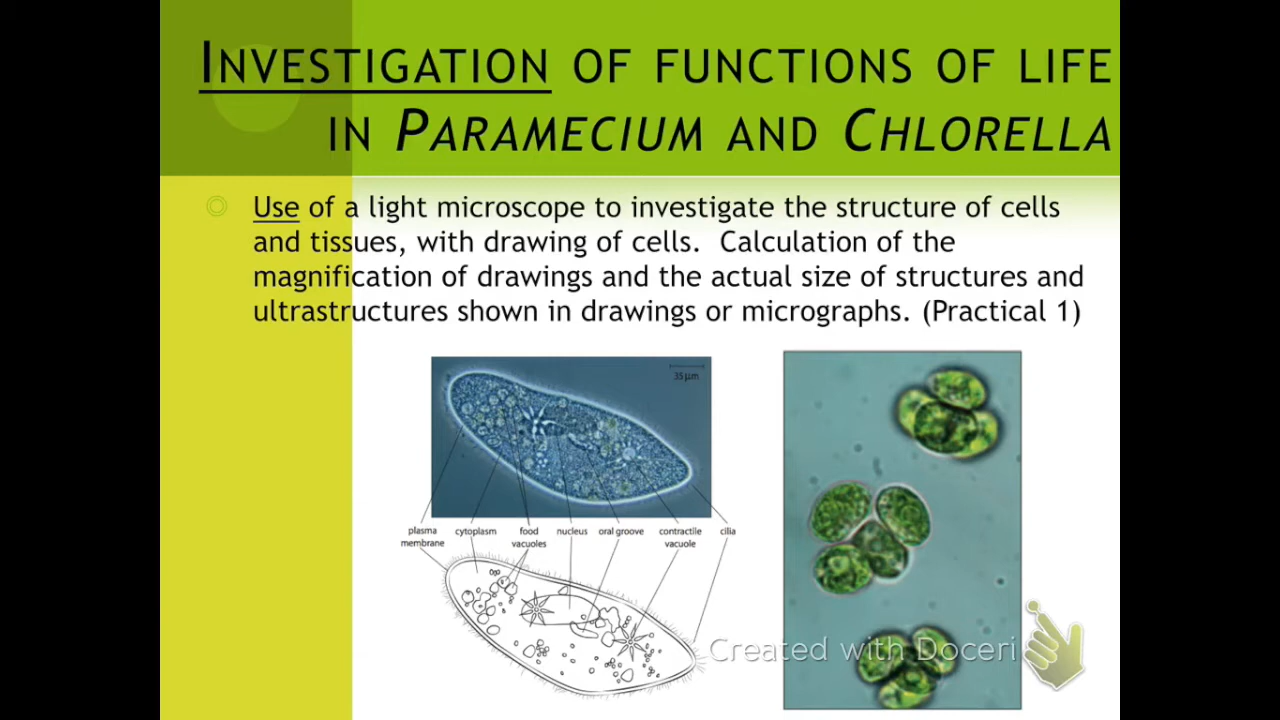 INVESTIGATION OF FUNCTIONS OF LIFE
IN PARAMECIUM AND CHLORELLA
Use of a light microscope to investigate the structure of cells
and tissues, with drawing of cells. Calculation of the
magnification of drawings and the actual size of structures and
ultrastructures shown in drawings or micrographs. (Practical 1)
35 µm
plasma membrane
cytoplasm
food vacuoles
nucleus
oral groove
contractile vacuole
cilia
Created with Doceri